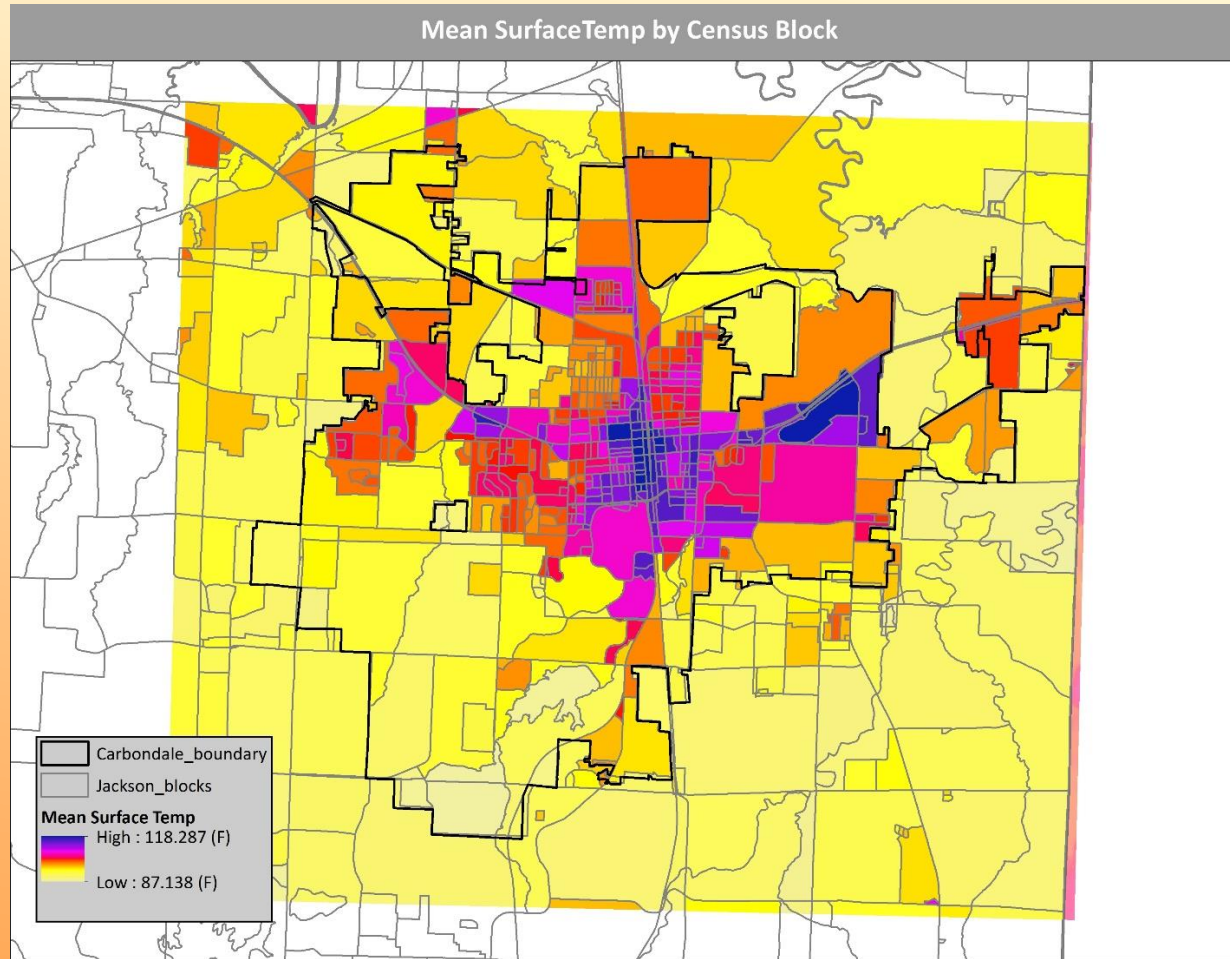 Mean SurfaceTemp by Census Block
Carbondale_boundary
Jackson_blocks
Mean Surface Temp
High : 118.287 (F)
Low : 87.138 (F)